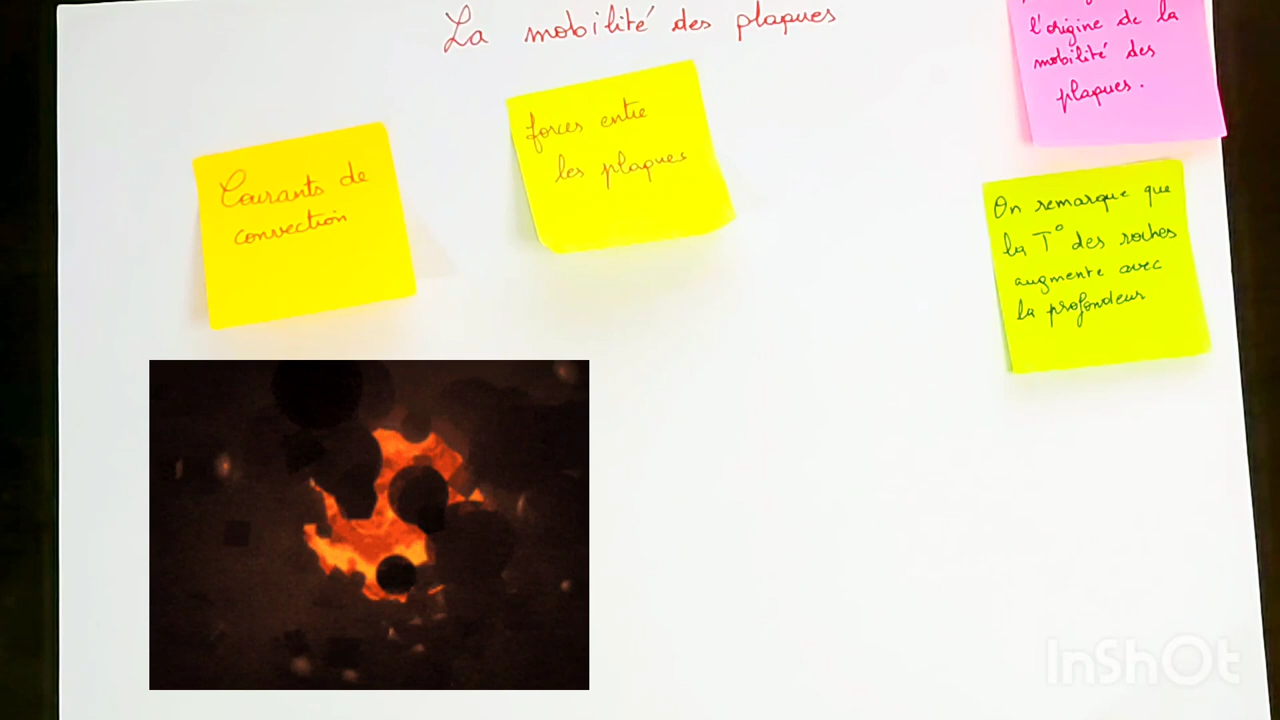 La mobilité des plaques
Courants de
convection
forces entre
les plaques
l'origine de la
mobilité des
plaques.
On remarque que
la T° des roches
augmente avec
la profondeur
InShOt